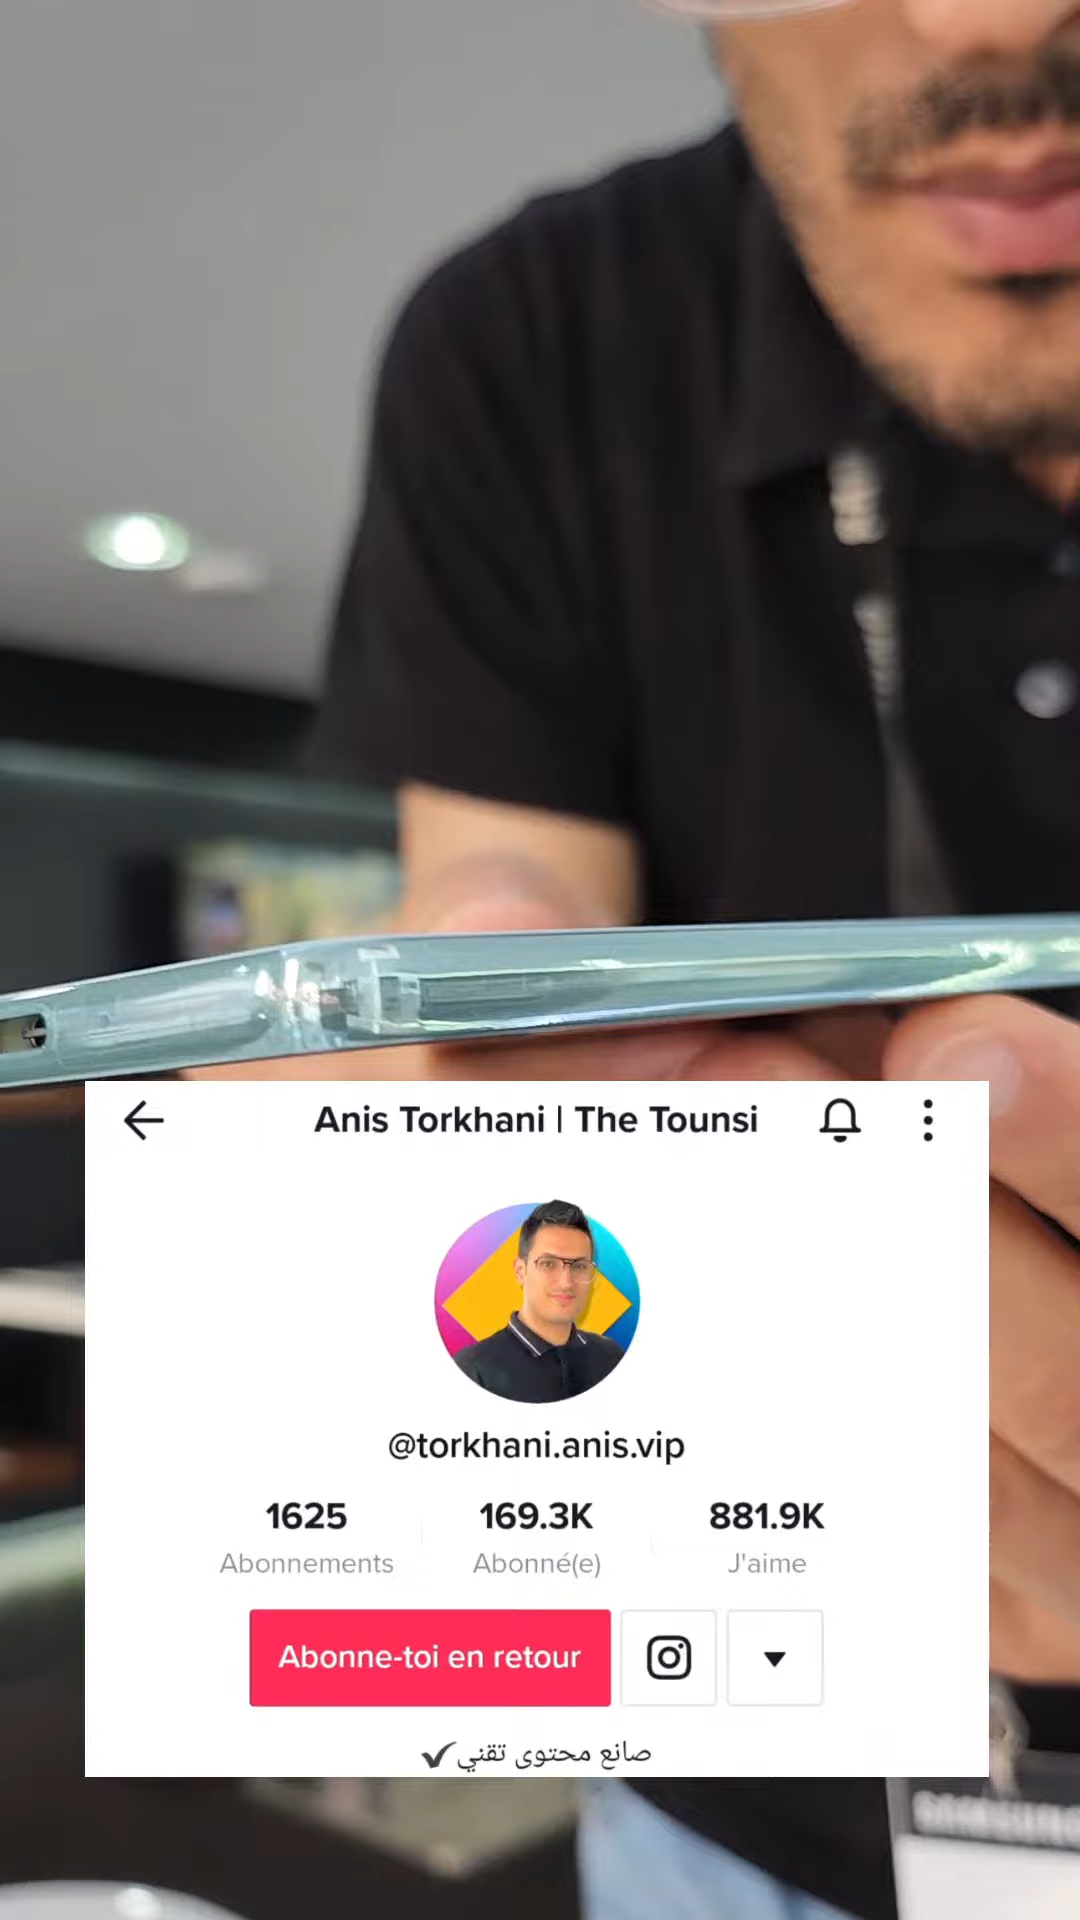 Anis Torkhani | The Tounsi
@torkhani.anis.vip
1625
Abonnements
169.3K
Abonné(e)
881.9K
J'aime
Abonne-toi en retour
صانع محتوى تقني✔